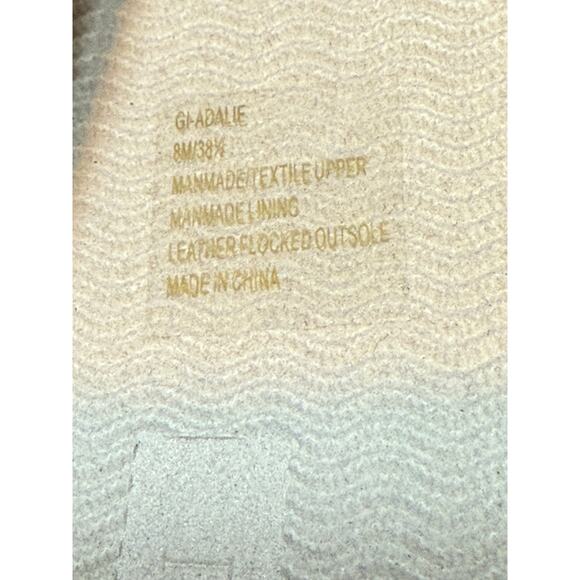 GI-ADALIE
8M/38½
MANMADE/TEXTILE UPPER
MANMADE LINING
LEATHER FLOCKED OUTSOLE
MADE IN CHINA